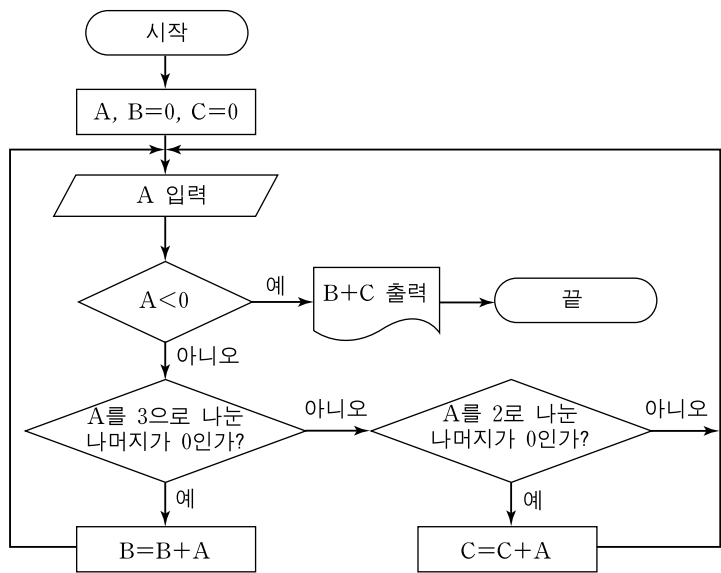 시작
A, B=0, C=0
A 입력
A<0
예
B+C 출력
끝
아니오
A를 3으로 나눈
나머지가 0인가?
아니오
A를 2로 나눈
나머지가 0인가?
아니오
예
예
B=B+A
C=C+A